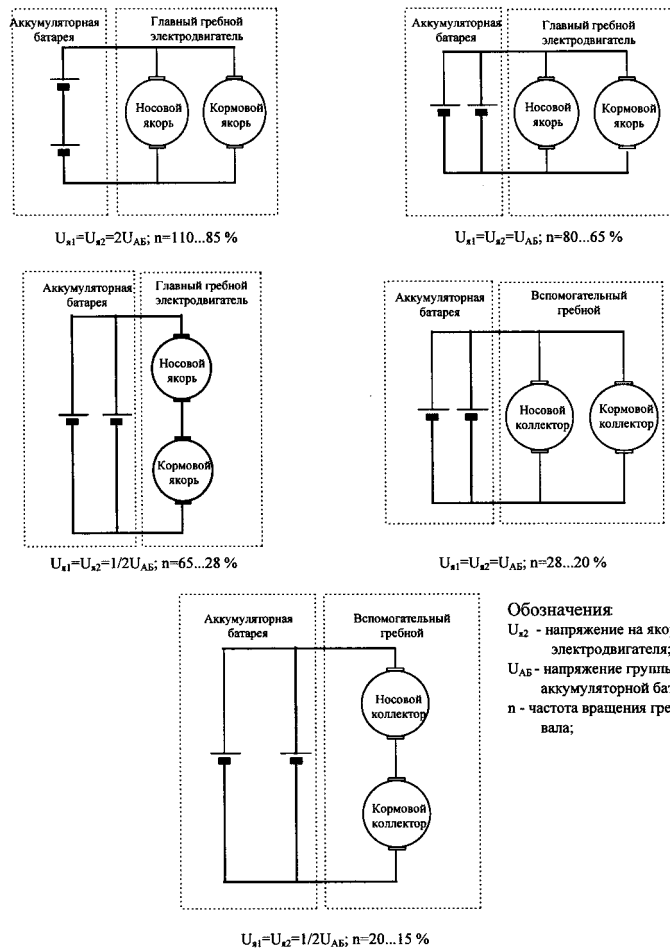 Аккумуляторная
батарея
Главный гребной
электродвигатель
Носовой
якорь
Кормовой
якорь
Uя1=Uя2=2UАБ; n=110...85 %
Аккумуляторная
батарея
Главный гребной
электродвигатель
Носовой
якорь
Кормовой
якорь
Uя1=Uя2=UАБ; n=80...65 %
Аккумуляторная
батарея
Главный гребной
электродвигатель
Носовой
якорь
Кормовой
якорь
Uя1=Uя2=1/2UАБ; n=65...28 %
Аккумуляторная
батарея
Вспомогательный
гребной
Носовой
коллектор
Кормовой
коллектор
Uя1=Uя2=UАБ; n=28...20 %
Аккумуляторная
батарея
Вспомогательный
гребной
Носовой
коллектор
Кормовой
коллектор
Uя1=Uя2=1/2UАБ; n=20...15 %
Обозначения:
Uя2 - напряжение на яко
электродвигателя;
UАБ - напряжение группы
аккумуляторной бат
n - частота вращения гре
вала;